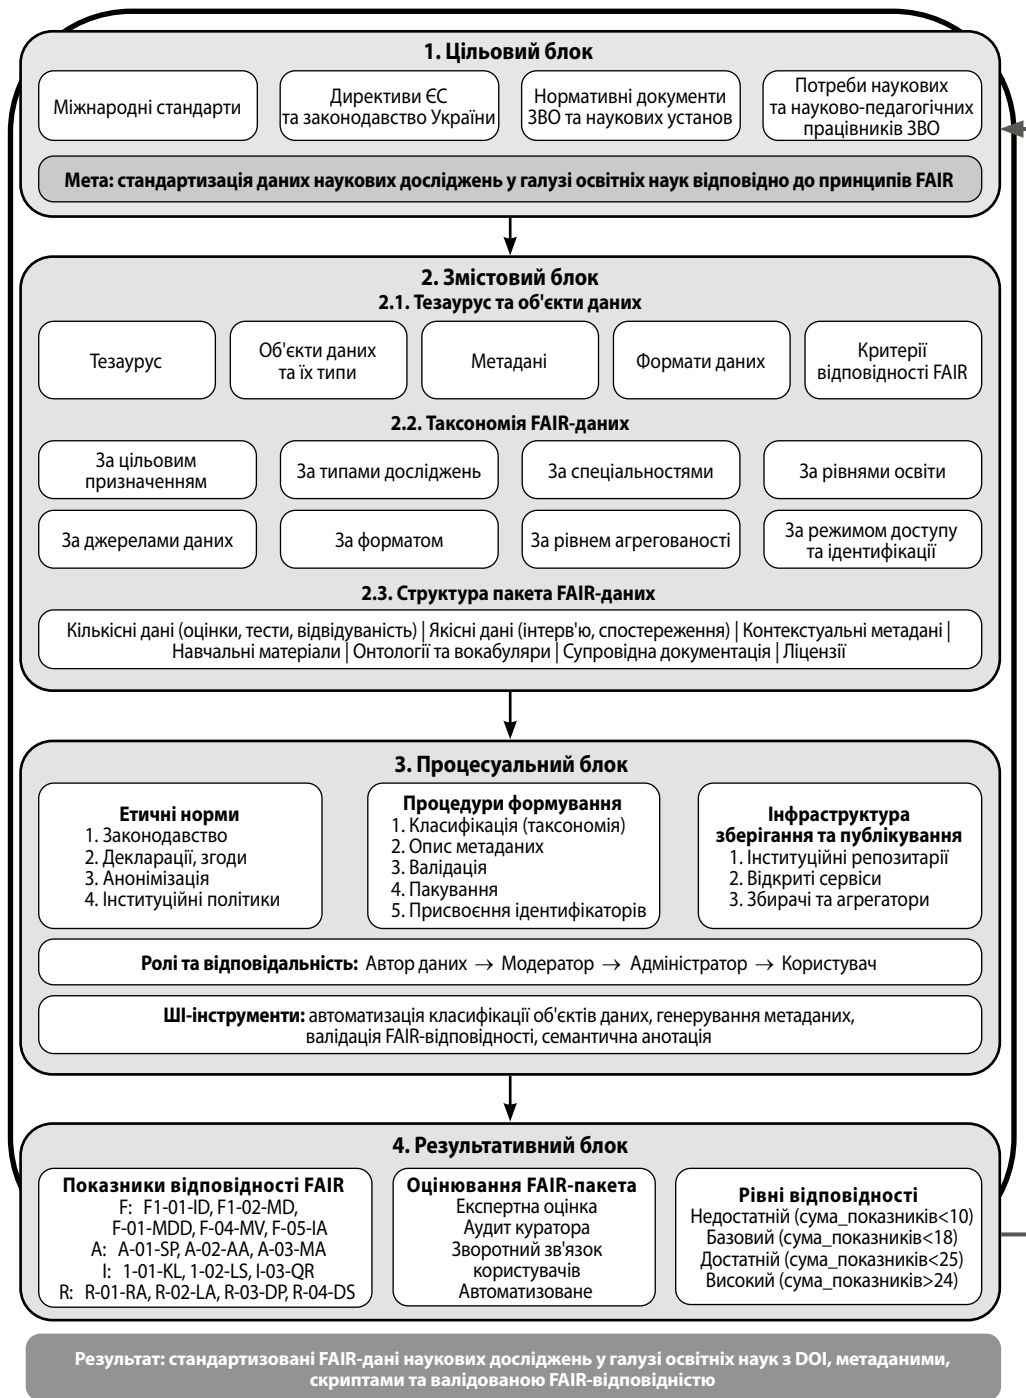 1. Цільовий блок
Міжнародні стандарти
Директиви ЄС
та законодавство України
Нормативні документи
ЗВО та наукових установ
Потреби наукових
та науково-педагогічних
працівників ЗВО
Мета: стандартизація даних наукових досліджень у галузі освітніх наук відповідно до принципів FAIR
2. Змістовий блок
2.1. Тезаурус та об'єкти даних
Тезаурус
Об'єкти даних
та їх типи
Метадані
Формати даних
Критерії
відповідності FAIR
2.2. Таксономія FAIR-даних
За цільовим
призначенням
За типами досліджень
За спеціальностями
За рівнями освіти
За джерелами даних
За форматом
За рівнем агрегованості
За режимом доступу
та ідентифікації
2.3. Структура пакета FAIR-даних
Кількісні дані (оцінки, тести, відвідуваність) | Якісні дані (інтерв'ю, спостереження) | Контекстуальні метадані |
Навчальні матеріали | Онтології та вокабуляри | Супровідна документація | Ліцензії
3. Процесуальний блок
Етичні норми
1. Законодавство
2. Декларації, згоди
3. Анонімізація
4. Інституційні політики
Процедури формування
1. Класифікація (таксономія)
2. Опис метаданих
3. Валідація
4. Пакування
5. Присвоєння ідентифікаторів
Інфраструктура
зберігання та публікування
1. Інституційні репозитарії
2. Відкриті сервіси
3. Збирачі та агрегатори
Ролі та відповідальність: Автор даних → Модератор → Адміністратор → Користувач
ШІ-інструменти: автоматизація класифікації об'єктів даних, генерування метаданих,
валідація FAIR-відповідності, семантична анотація
4. Результативний блок
Показники відповідності FAIR
F: F1-01-ID, F1-02-MD,
F-01-MDD, F-04-MV, F-05-IA
A: A-01-SP, A-02-AA, A-03-MA
I: 1-01-KL, 1-02-LS, I-03-QR
R: R-01-RA, R-02-LA, R-03-DP, R-04-DS
Оцінювання FAIR-пакета
Експертна оцінка
Аудит куратора
Зворотний зв'язок
користувачів
Автоматизоване
Рівні відповідності
Недостатній (сума_показників<10)
Базовий (сума_показників<18)
Достатній (сума_показників<25)
Високий (сума_показників>24)
Результат: стандартизовані FAIR-дані наукових досліджень у галузі освітніх наук з DOI, метаданими,
скриптами та валідованою FAIR-відповідністю